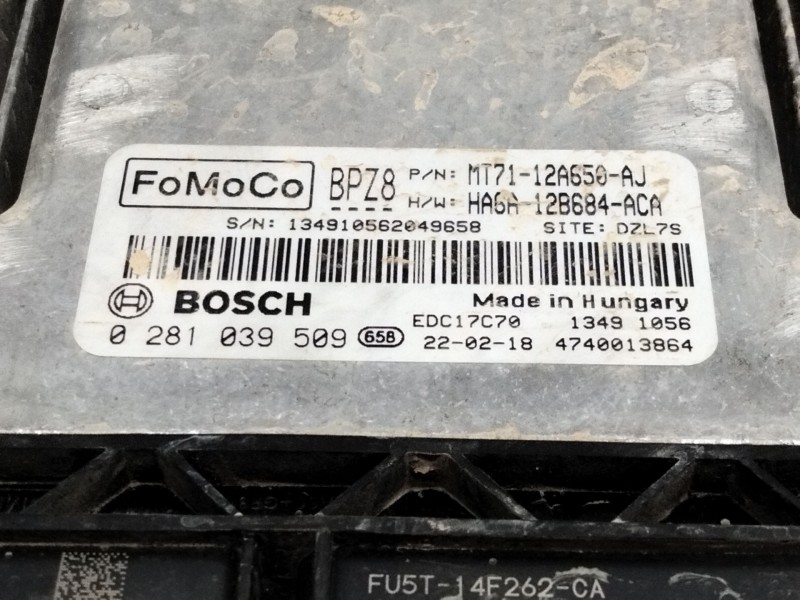 FoMoCo BPZ8 P/N: MT71-12A650-AJ
H/W: HA6A-12B684-ACA
S/N: 134910562049658 SITE: DZL7S
BOSCH Made in Hungary
EDC17C70 1349 1056
0 281 039 509 658 22-02-18 4740013864
FU5T-14F262-CA